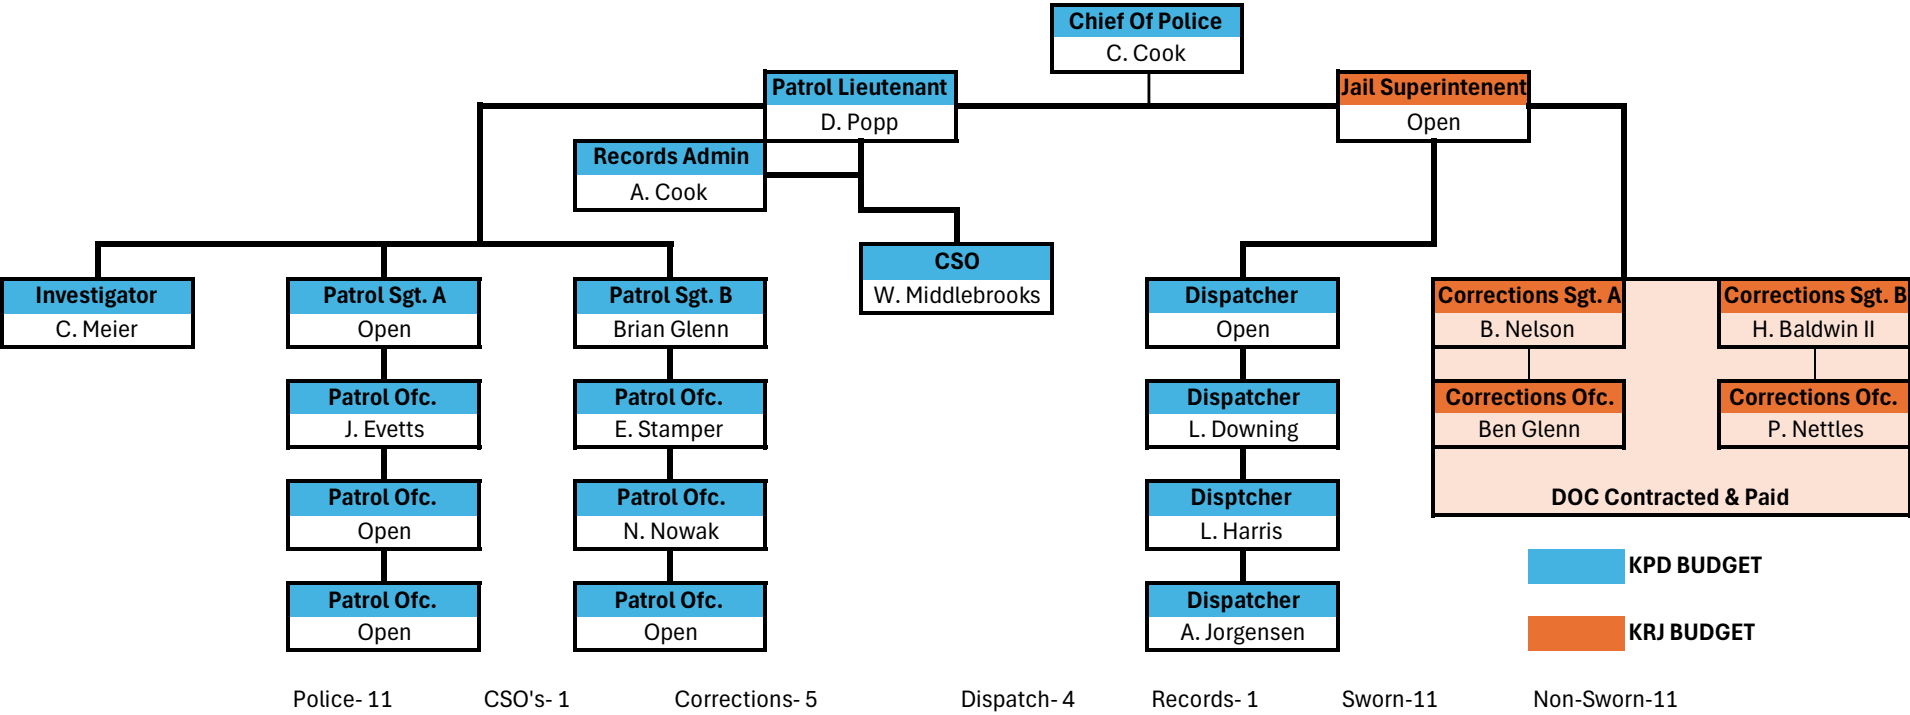 Chief Of Police
C. Cook
Patrol Lieutenant
D. Popp
Jail Superintenent
Open
Records Admin
A. Cook
CSO
W. Middlebrooks
Investigator
C. Meier
Patrol Sgt. A
Open
Patrol Sgt. B
Brian Glenn
Dispatcher
Open
Corrections Sgt. A
B. Nelson
Corrections Sgt. B
H. Baldwin II
Patrol Ofc.
J. Evetts
Patrol Ofc.
E. Stamper
Dispatcher
L. Downing
Corrections Ofc.
Ben Glenn
Corrections Ofc.
P. Nettles
Patrol Ofc.
Open
Patrol Ofc.
N. Nowak
Disptcher
L. Harris
DOC Contracted & Paid
Patrol Ofc.
Open
Patrol Ofc.
Open
Dispatcher
A. Jorgensen
KPD BUDGET
KRJ BUDGET
Police- 11 CSO's- 1 Corrections- 5 Dispatch- 4 Records- 1 Sworn-11 Non-Sworn-11